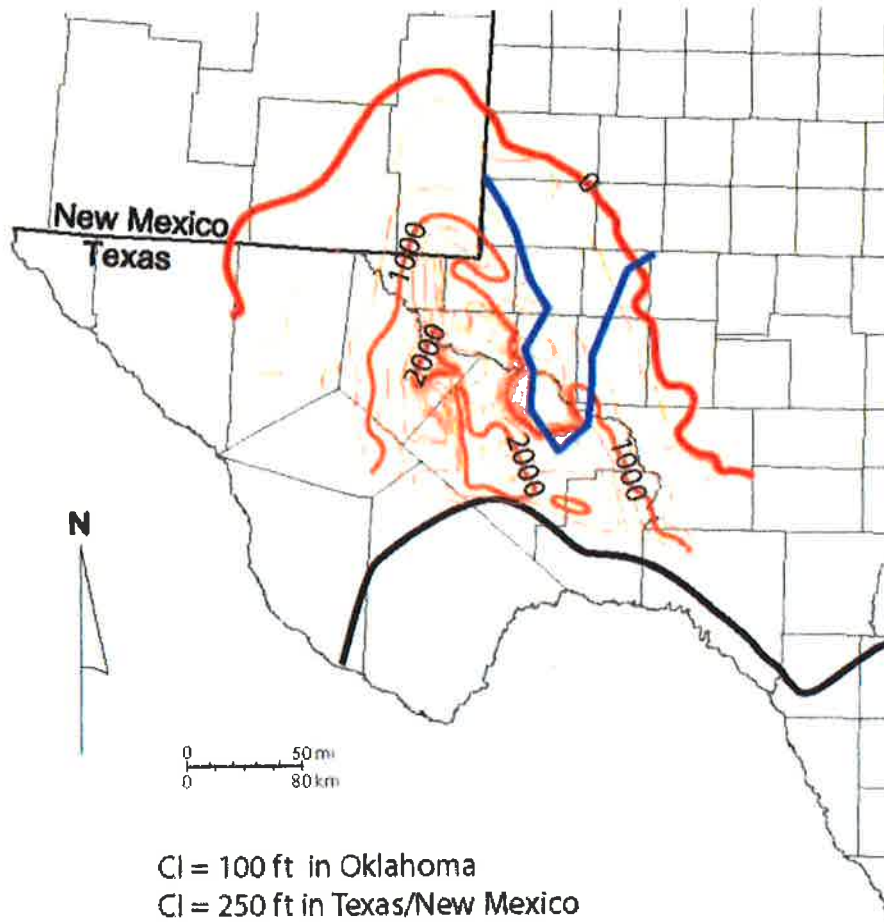 0
New Mexico
Texas
1000
2000
2000
1000
N
0 50 mi
0 80 km
CI = 100 ft in Oklahoma
CI = 250 ft in Texas/New Mexico